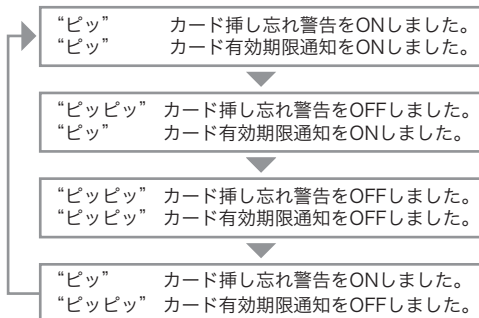 “ピッ” カード挿し忘れ警告をONしました。
“ピッ” カード有効期限通知をONしました。
“ピッピッ” カード挿し忘れ警告をOFFしました。
“ピッ” カード有効期限通知をONしました。
“ピッピッ” カード挿し忘れ警告をOFFしました。
“ピッピッ” カード有効期限通知をOFFしました。
“ピッ” カード挿し忘れ警告をONしました。
“ピッピッ” カード有効期限通知をOFFしました。